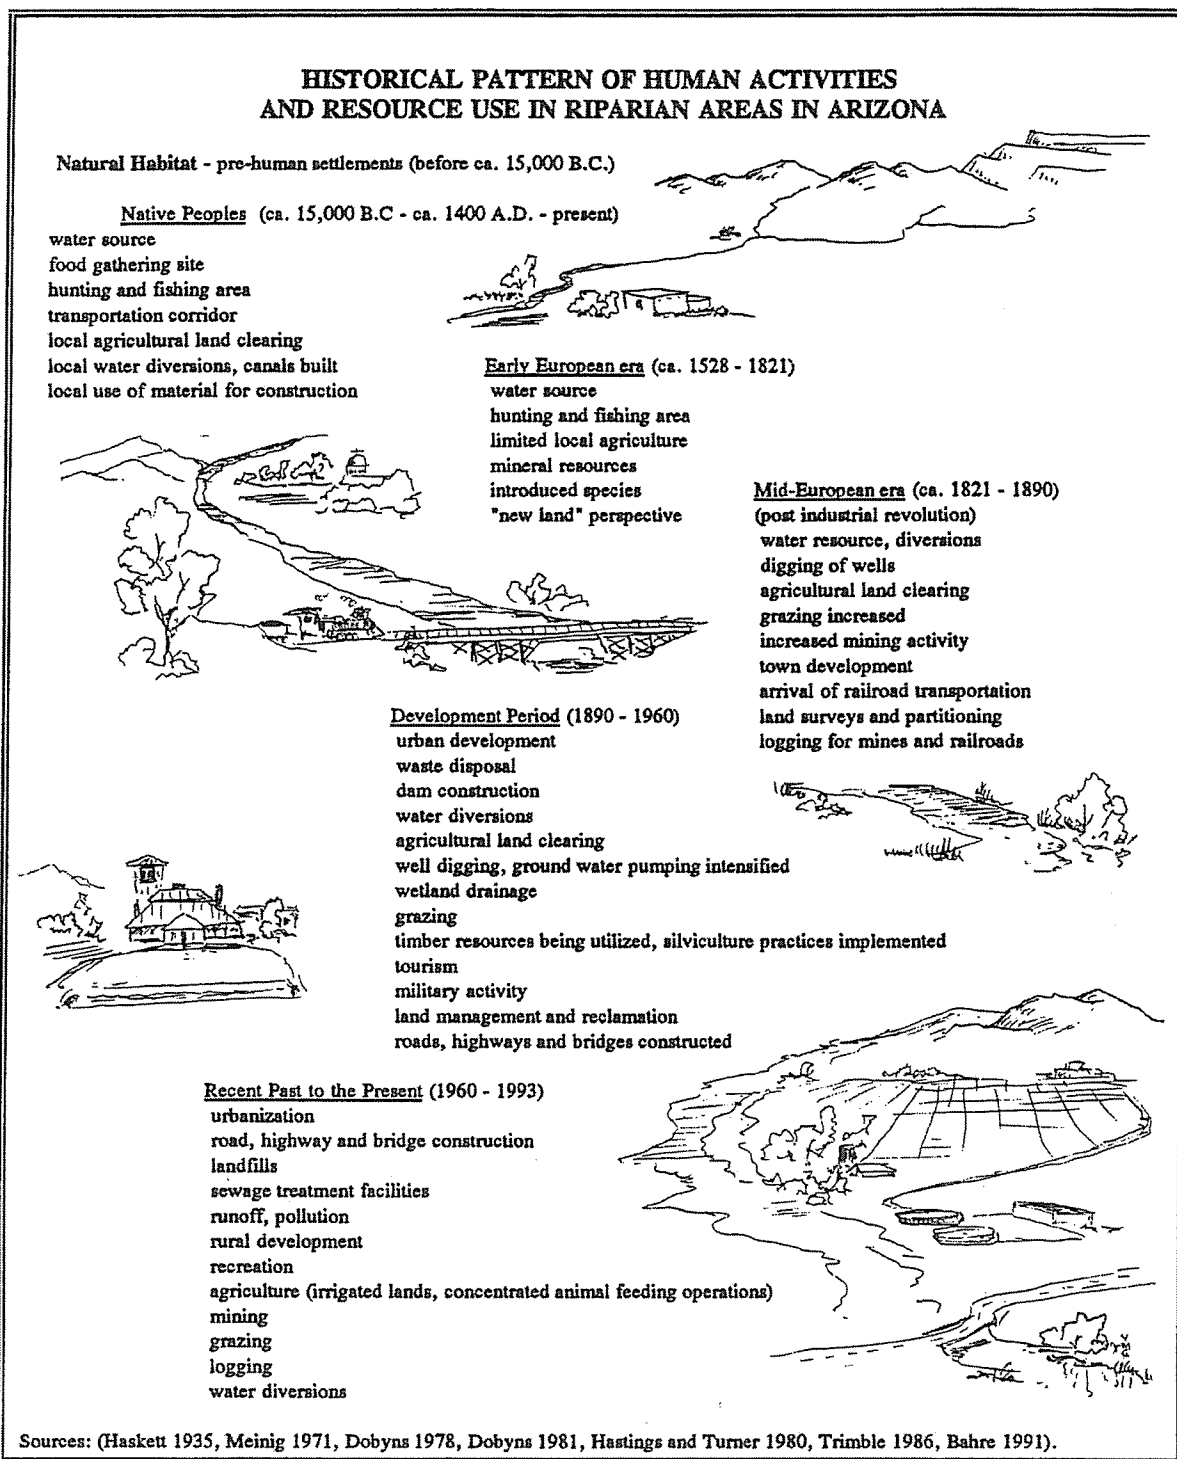 HISTORICAL PATTERN OF HUMAN ACTIVITIES
AND RESOURCE USE IN RIPARIAN AREAS IN ARIZONA
Natural Habitat - pre-human settlements (before ca. 15,000 B.C.)
Native Peoples (ca. 15,000 B.C - ca. 1400 A.D. - present)
water source
food gathering site
hunting and fishing area
transportation corridor
local agricultural land clearing
local water diversions, canals built
local use of material for construction
Early European era (ca. 1528 - 1821)
water source
hunting and fishing area
limited local agriculture
mineral resources
introduced species
"new land" perspective
Mid-European era (ca. 1821 - 1890)
(post industrial revolution)
water resource, diversions
digging of wells
agricultural land clearing
grazing increased
increased mining activity
town development
arrival of railroad transportation
land surveys and partitioning
logging for mines and railroads
Development Period (1890 - 1960)
urban development
waste disposal
dam construction
water diversions
agricultural land clearing
well digging, ground water pumping intensified
wetland drainage
grazing
timber resources being utilized, silviculture practices implemented
tourism
military activity
land management and reclamation
roads, highways and bridges constructed
Recent Past to the Present (1960 - 1993)
urbanization
road, highway and bridge construction
landfills
sewage treatment facilities
runoff, pollution
rural development
recreation
agriculture (irrigated lands, concentrated animal feeding operations)
mining
grazing
logging
water diversions
Sources: (Haskett 1935, Meinig 1971, Dobyns 1978, Dobyns 1981, Hastings and Turner 1980, Trimble 1986, Bahre 1991).